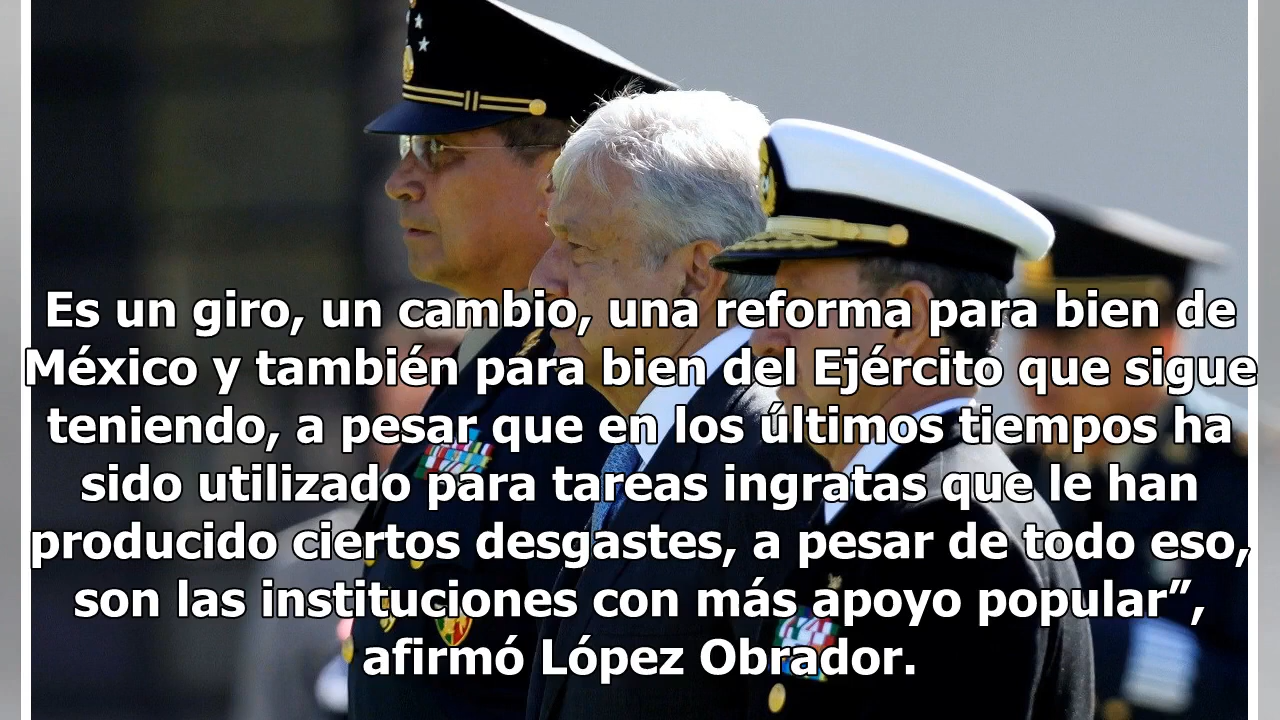 Es un giro, un cambio, una reforma para bien de
México y también para bien del Ejército que sigue
teniendo, a pesar que en los últimos tiempos ha
sido utilizado para tareas ingratas que le han
producido ciertos desgastes, a pesar de todo eso,
son las instituciones con más apoyo popular”,
afirmó López Obrador.